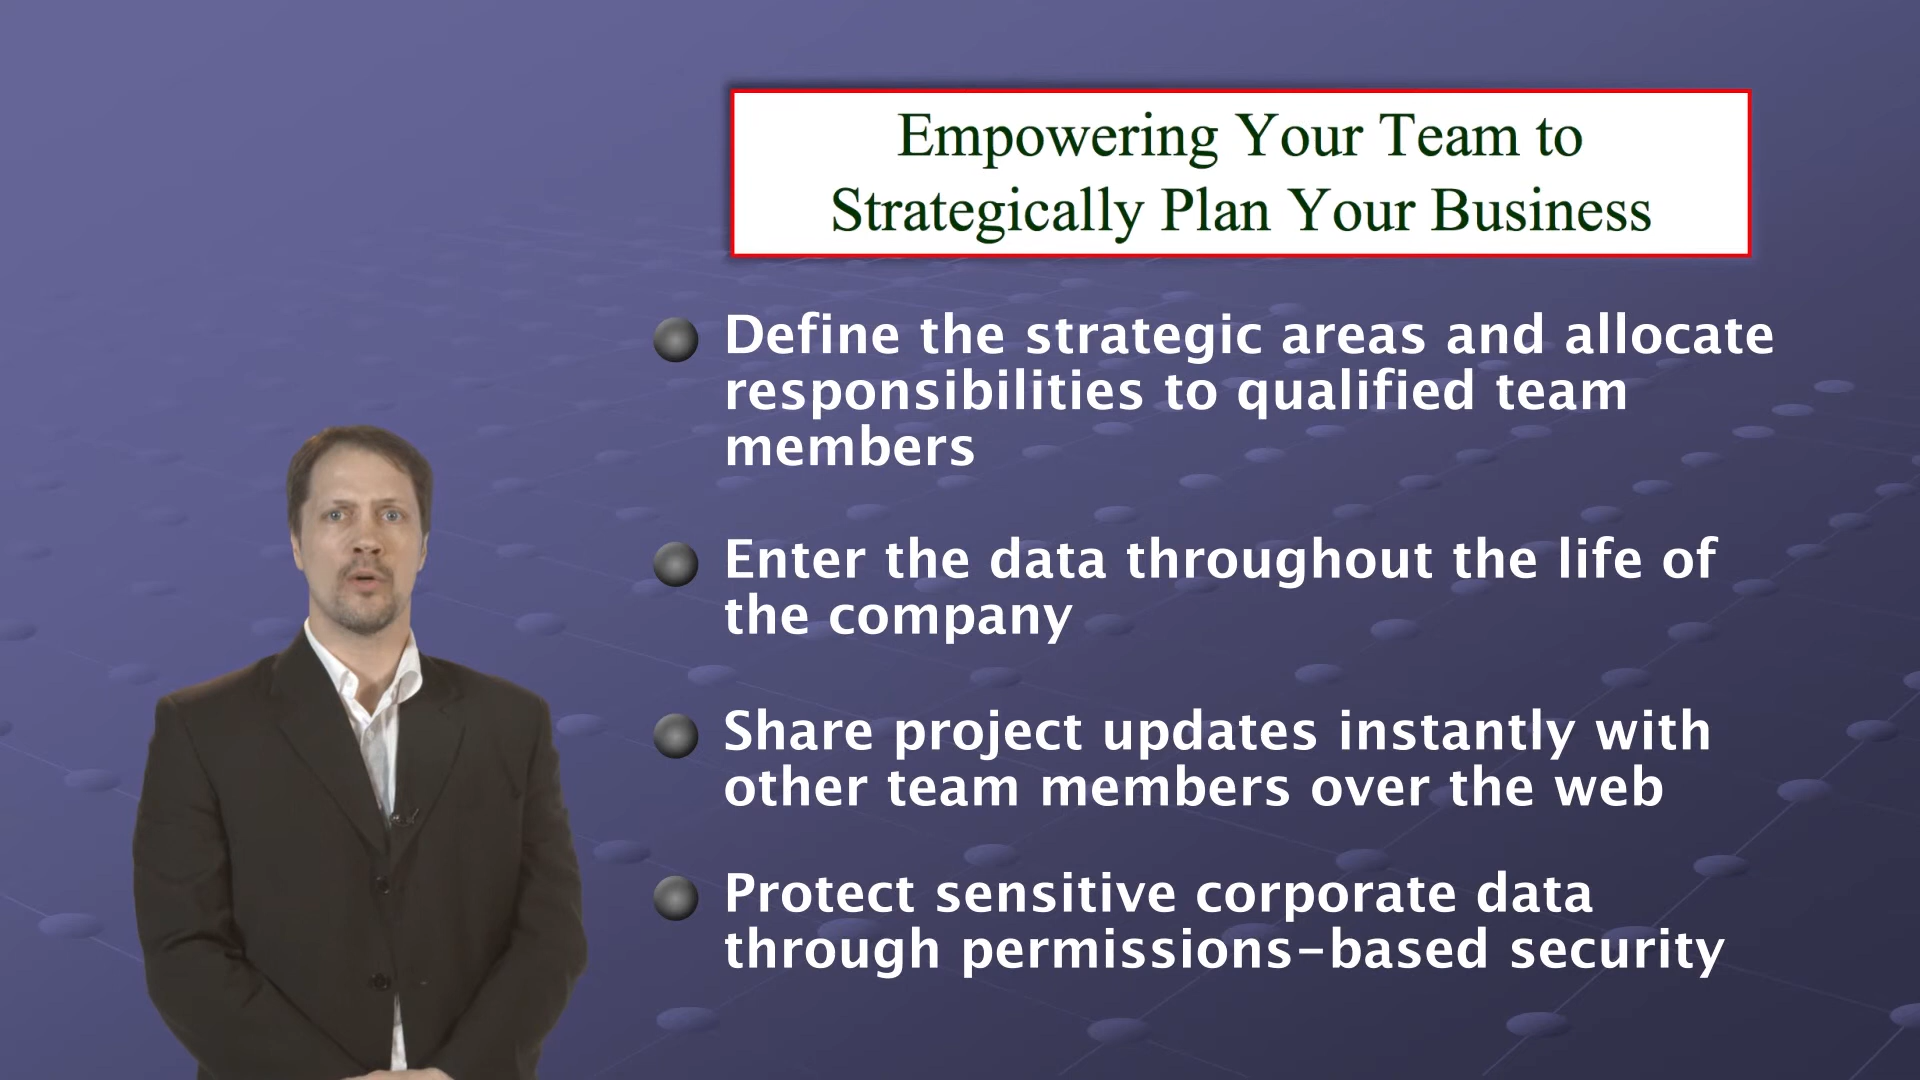 Empowering Your Team to
Strategically Plan Your Business
Define the strategic areas and allocate
responsibilities to qualified team
members
Enter the data throughout the life of
the company
Share project updates instantly with
other team members over the web
Protect sensitive corporate data
through permissions-based security